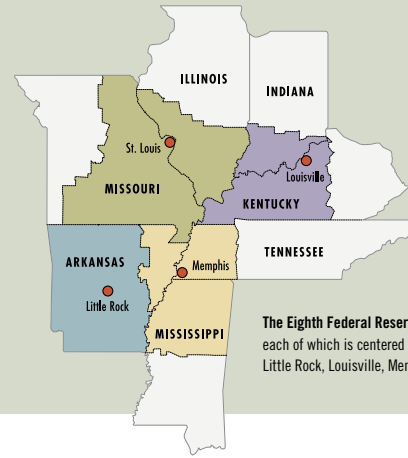 ILLINOIS
INDIANA
St. Louis
Louisville
MISSOURI
KENTUCKY
TENNESSEE
ARKANSAS
Memphis
Little Rock
MISSISSIPPI
The Eighth Federal Reser
each of which is centered
Little Rock, Louisville, Mem